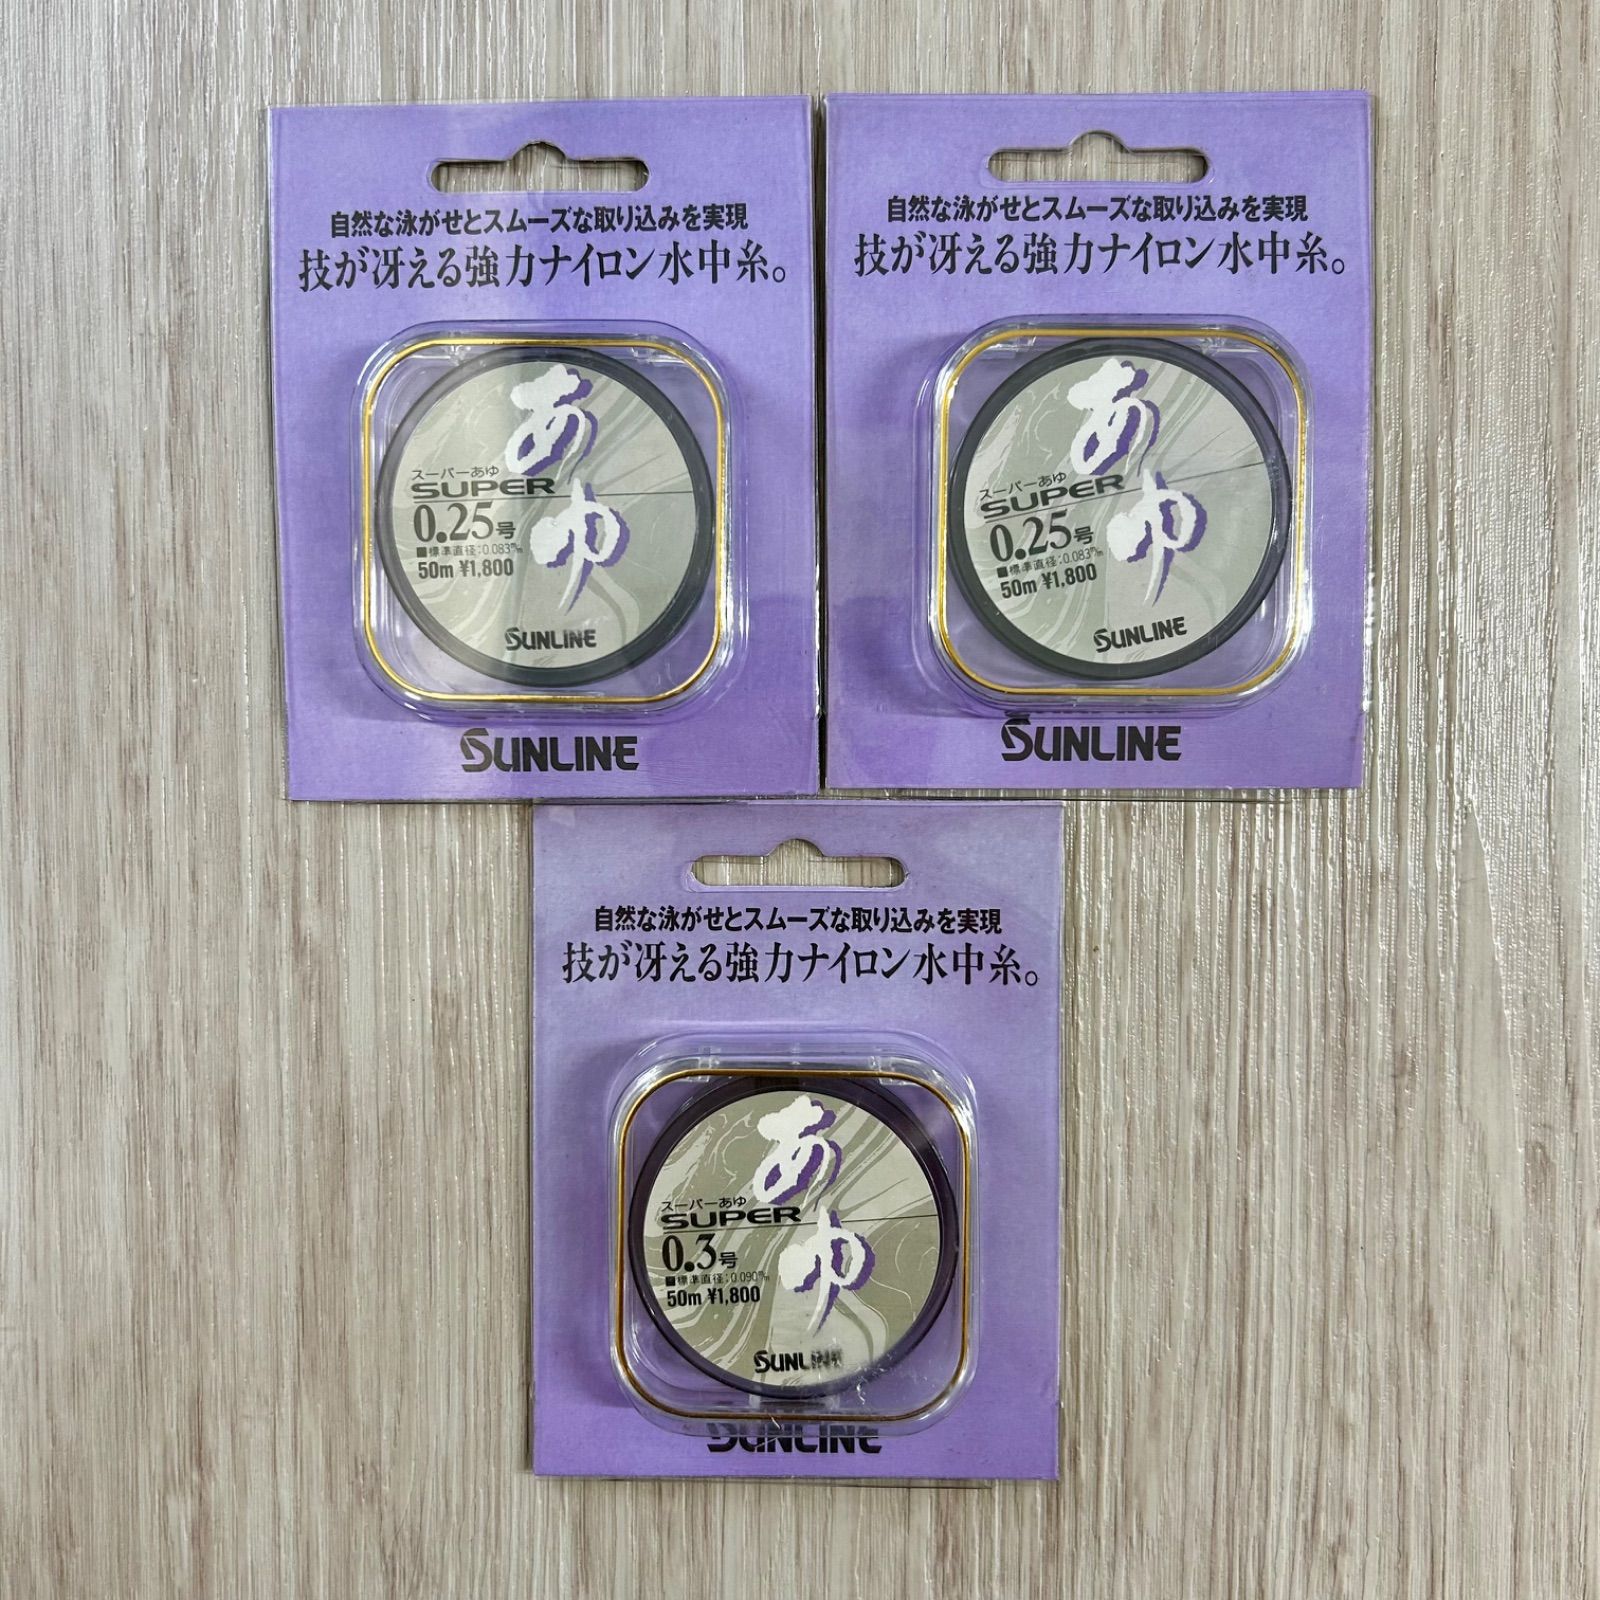 自然な泳がせとスムーズな取り込みを実現
技が冴える強力ナイロン水中糸。
あゆ
スーパーあゆ
SUPER
0.25号
■標準直径:0.083㎜
50m ¥1,800
SUNLINE
SUNLINE
自然な泳がせとスムーズな取り込みを実現
技が冴える強力ナイロン水中糸。
あゆ
スーパーあゆ
SUPER
0.25号
■標準直径:0.083㎜
50m ¥1,800
SUNLINE
SUNLINE
自然な泳がせとスムーズな取り込みを実現
技が冴える強力ナイロン水中糸。
あゆ
スーパーあゆ
SUPER
0.3号
■標準直径:0.090㎜
50m ¥1,800
SUNLINE
SUNLINE